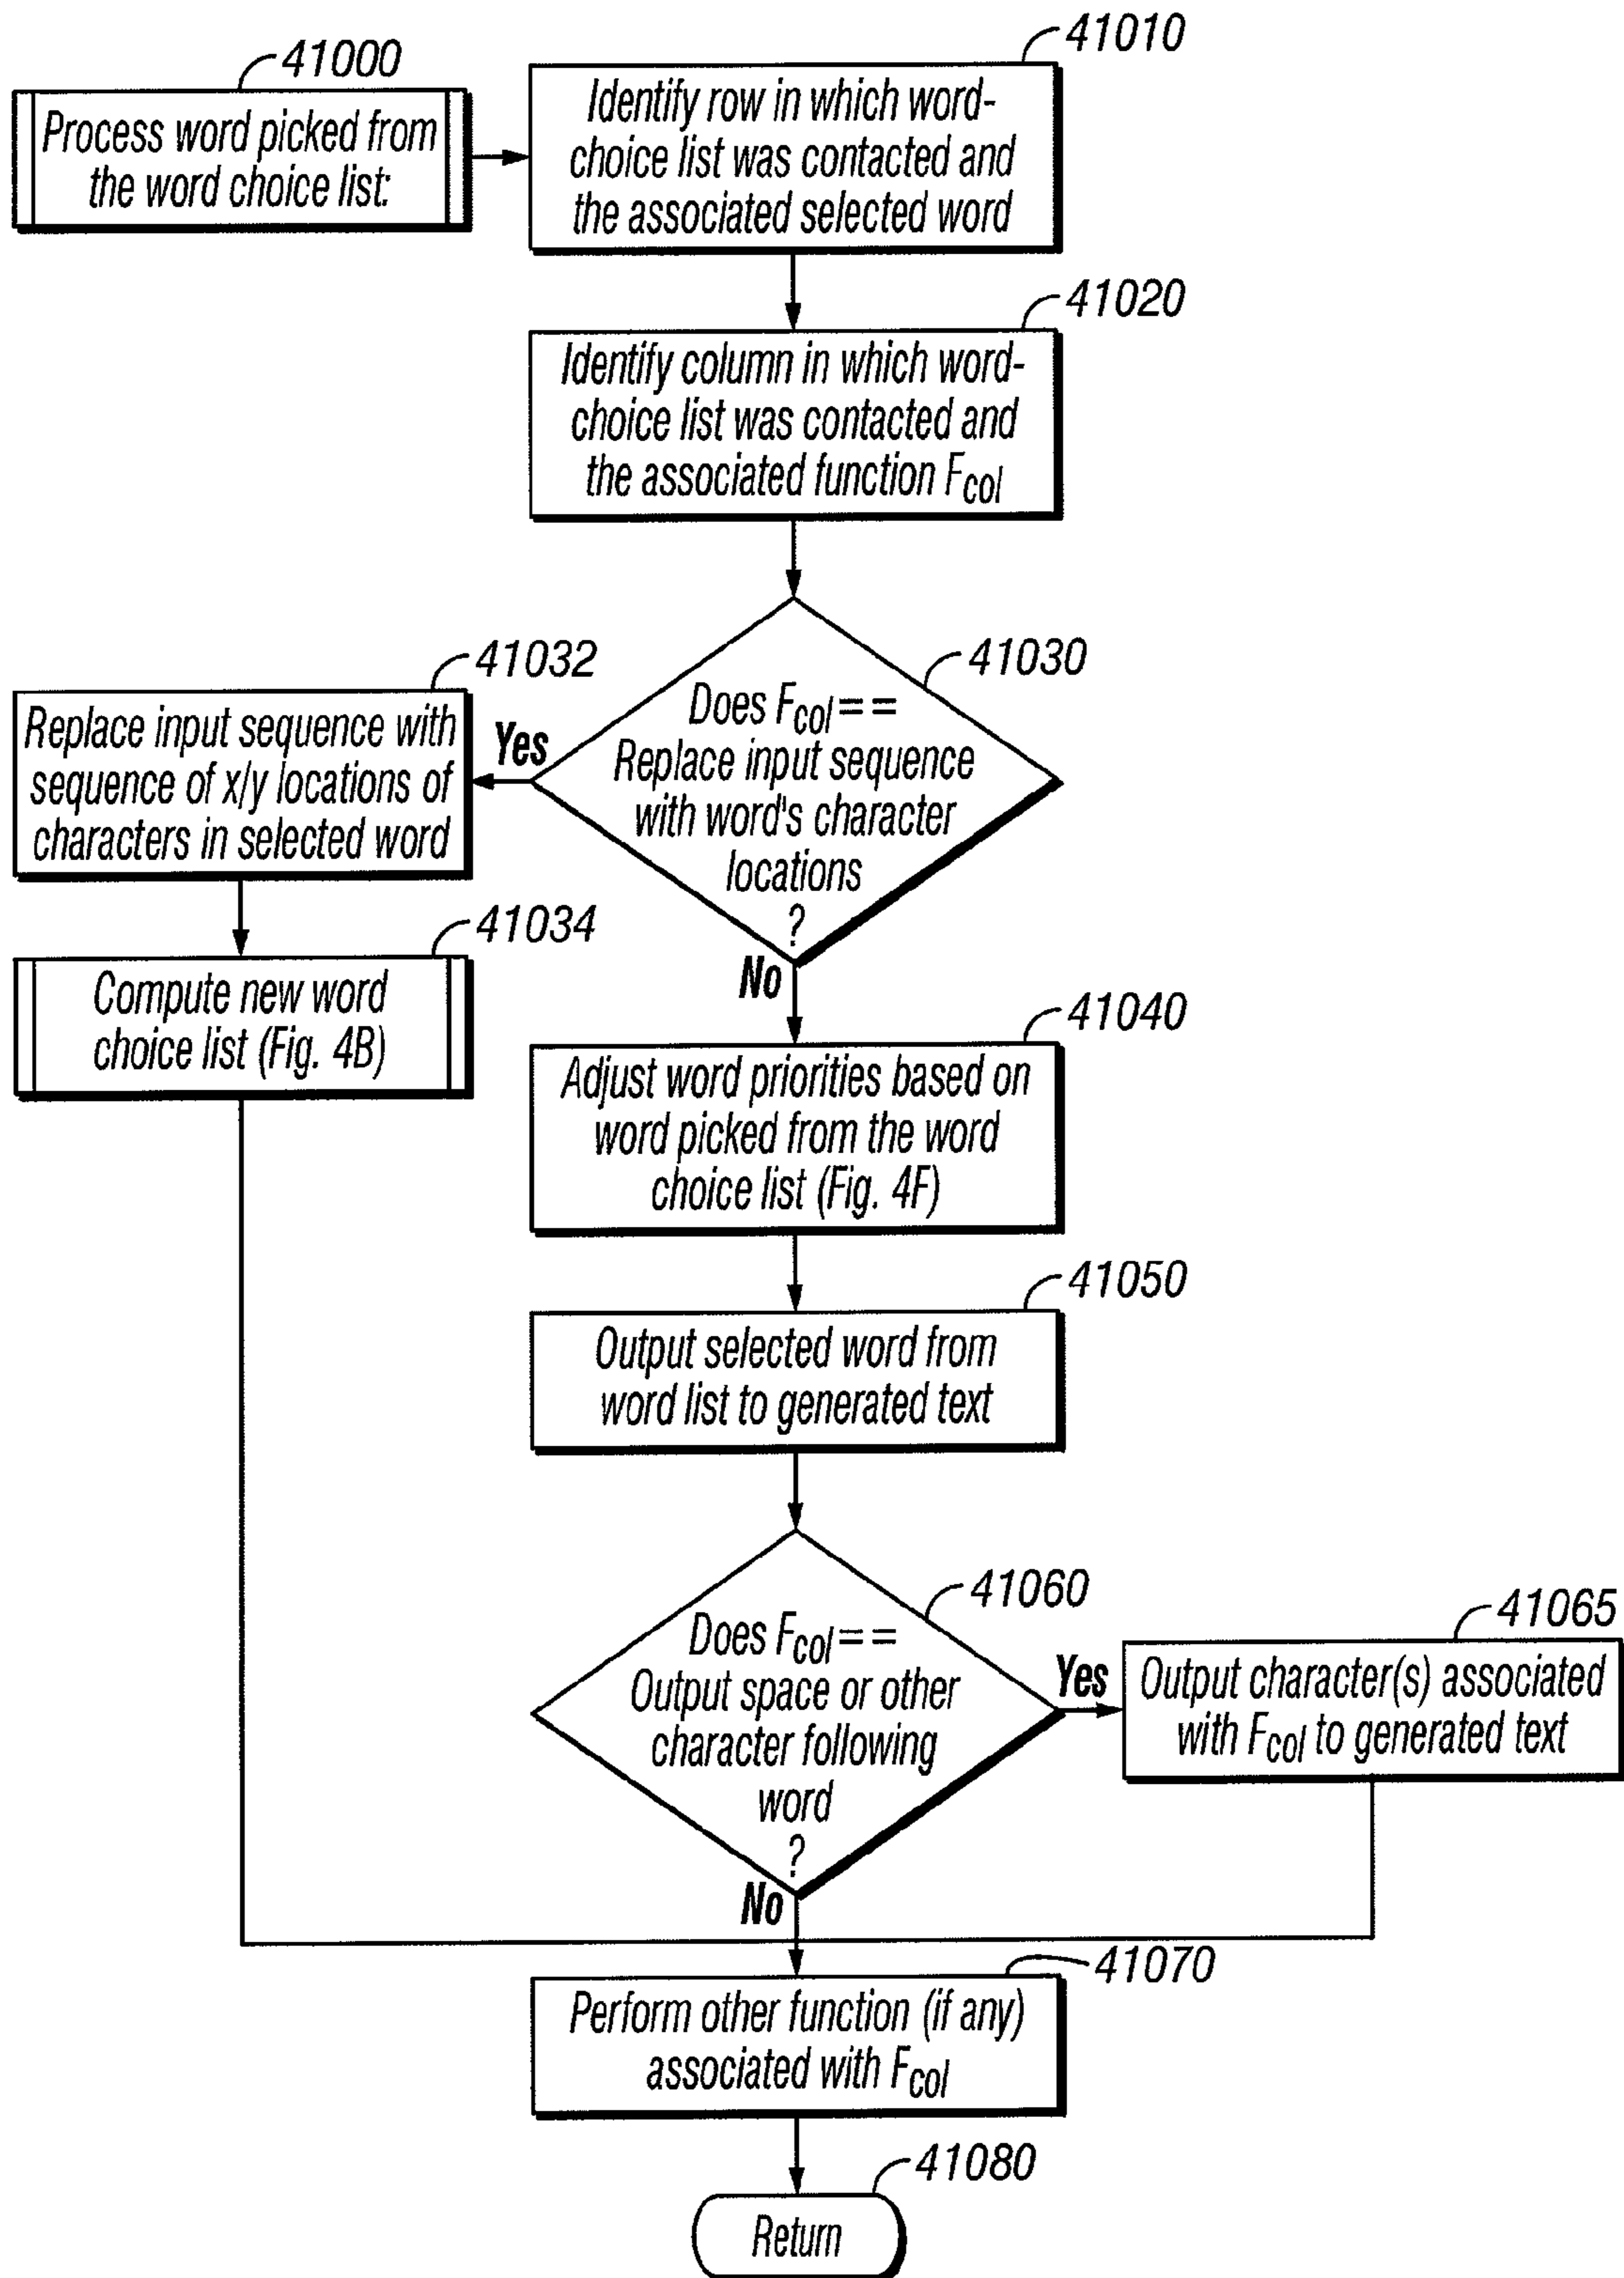 41000
Process word picked from
the word choice list:
41010
Identify row in which word-
choice list was contacted and
the associated selected word
41020
Identify column in which word-
choice list was contacted and
the associated function Fcol
41030
Does Fcol = =
Replace input sequence
with word's character
locations
?
Yes
No
41032
Replace input sequence with
sequence of x/y locations of
characters in selected word
41034
Compute new word
choice list (Fig. 4B)
41040
Adjust word priorities based on
word picked from the word
choice list (Fig. 4F)
41050
Output selected word from
word list to generated text
41060
Does Fcol = =
Output space or other
character following
word
?
Yes
No
41065
Output character(s) associated
with Fcol to generated text
41070
Perform other function (if any)
associated with Fcol
41080
Return